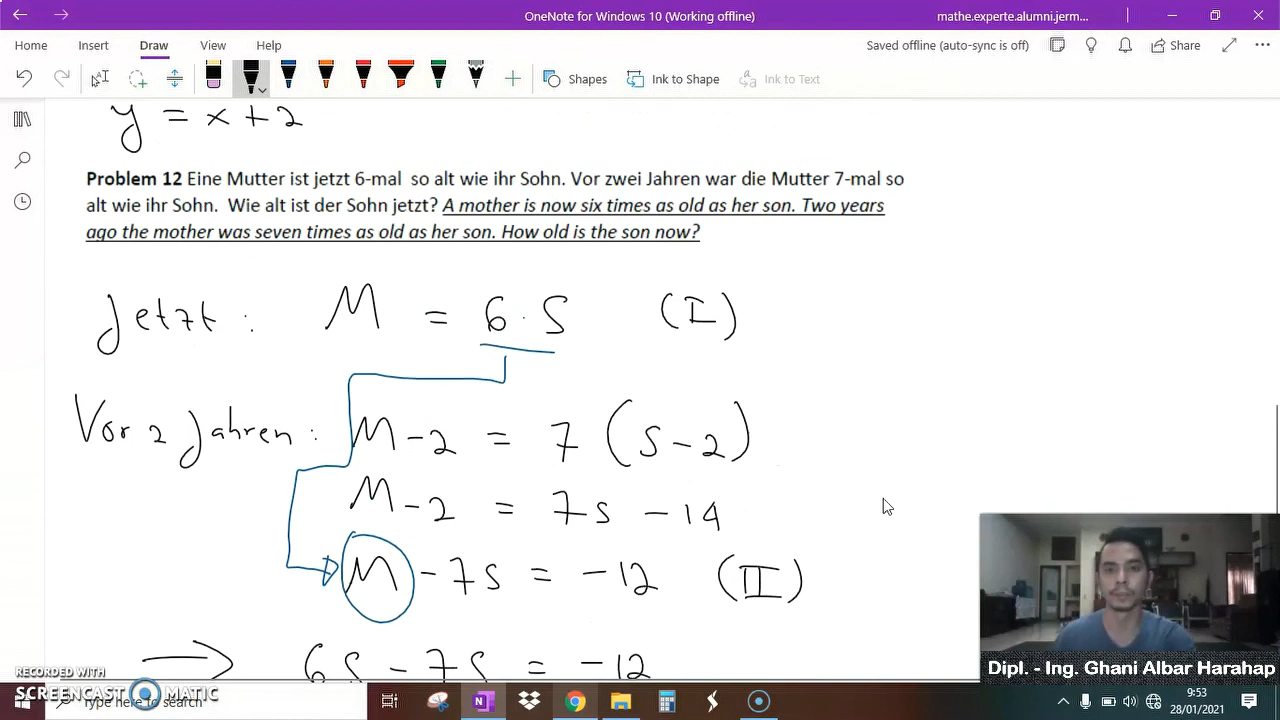 OneNote for Windows 10 (Working offline)
mathe.experte.alumni.jerm...
Home Insert Draw View Help
Saved offline (auto-sync is off)
Share
Shapes
Ink to Shape
Ink to Text
y = x + 2
Problem 12 Eine Mutter ist jetzt 6-mal so alt wie ihr Sohn. Vor zwei Jahren war die Mutter 7-mal so
alt wie ihr Sohn. Wie alt ist der Sohn jetzt? A mother is now six times as old as her son. Two years
ago the mother was seven times as old as her son. How old is the son now?
Jetzt: M = 6 · S (I)
Vor 2 Jahren: M - 2 = 7 (S - 2)
M - 2 = 7S - 14
M - 7S = -12 (II)
→ 6S - 7S = -12
RECORDED WITH
SCREENCAST MATIC
Type here to search
Dipl. - Ing. Ghani Albar Harahap
9:53
28/01/2021